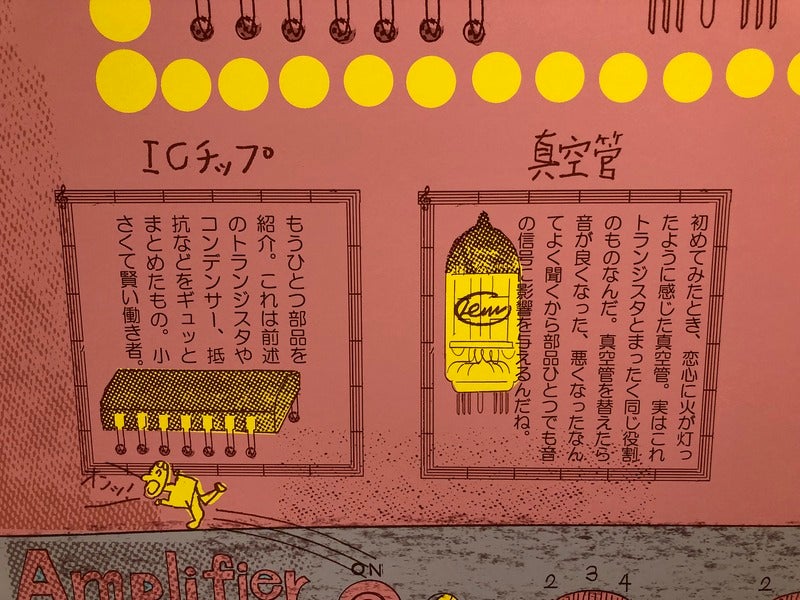 ICチップ
もうひとつ部品を
紹介。これは前述
のトランジスタや
コンデンサー、抵
抗などをギュッと
まとめたもの。小
さくて賢い働き者。
真空管
初めてみたとき、恋心に火が灯っ
たように感じた真空管。実はこれ
トランジスタとまったく同じ役割
のものなんだ。真空管を替えたら
音が良くなった、悪くなったなん
てよく聞くから部品ひとつでも音
の信号に影響を与えるんだね。
Amplifier
ON
2 3 4
2